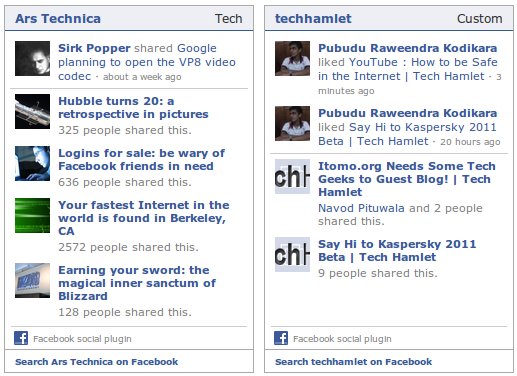 Ars Technica Tech
Sirk Popper shared Google
planning to open the VP8 video
codec · about a week ago
Hubble turns 20: a
retrospective in pictures
325 people shared this.
Logins for sale: be wary of
Facebook friends in need
636 people shared this.
Your fastest Internet in the
world is found in Berkeley,
CA
2572 people shared this.
Earning your sword: the
magical inner sanctum of
Blizzard
128 people shared this.
Facebook social plugin
Search Ars Technica on Facebook
techhamlet Custom
Pubudu Raweendra Kodikara
liked YouTube : How to be Safe
in the Internet | Tech Hamlet · 3
minutes ago
Pubudu Raweendra Kodikara
liked Say Hi to Kaspersky 2011
Beta | Tech Hamlet · 20 hours ago
chH
Itomo.org Needs Some Tech
Geeks to Guest Blog! | Tech
Hamlet
Navod Pituwala and 2 people
shared this.
chH
Say Hi to Kaspersky 2011
Beta | Tech Hamlet
9 people shared this.
Facebook social plugin
Search techhamlet on Facebook